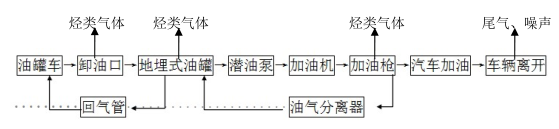 烃类气体 烃类气体 烃类气体 尾气、噪声
油罐车 卸油口 地埋式油罐 潜油泵 加油机 加油枪 汽车加油 车辆离开
回气管 油气分离器